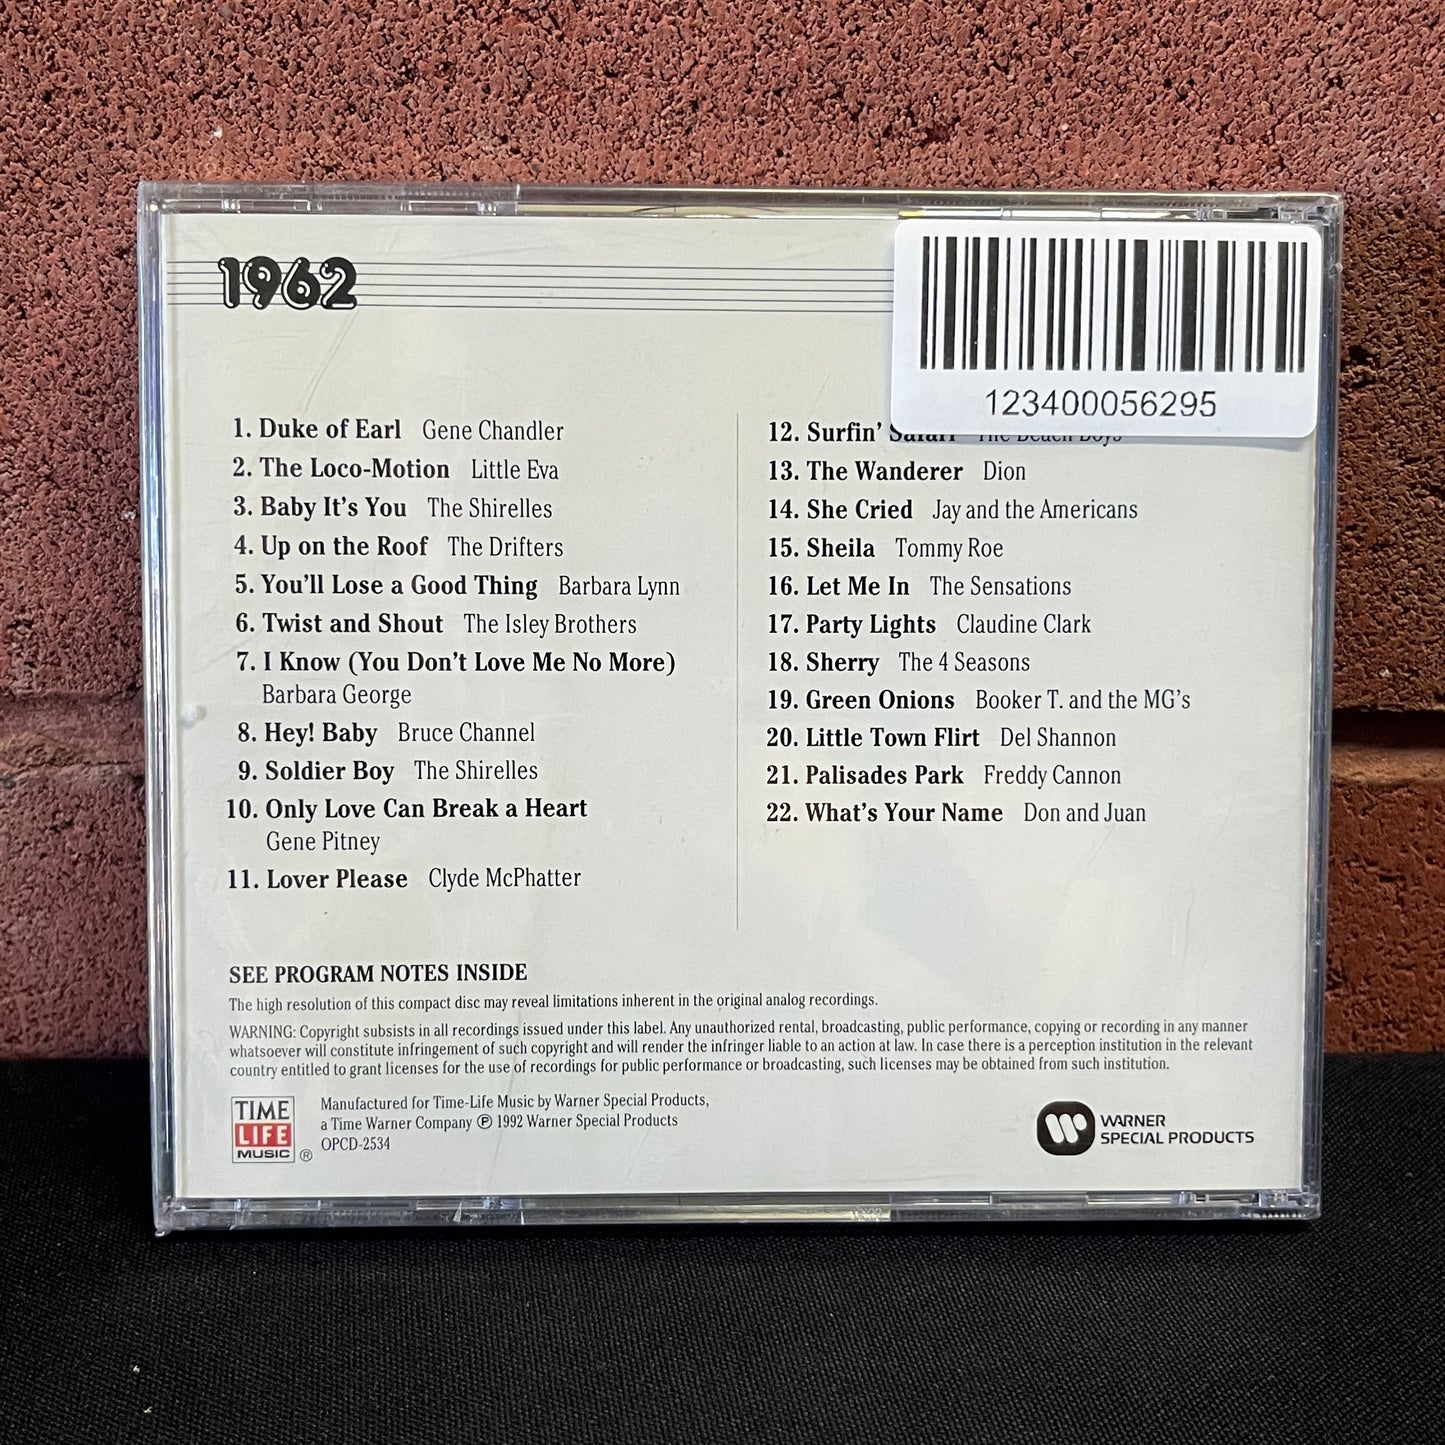 1962
123400056295
1. Duke of Earl Gene Chandler
2. The Loco-Motion Little Eva
3. Baby It's You The Shirelles
4. Up on the Roof The Drifters
5. You'll Lose a Good Thing Barbara Lynn
6. Twist and Shout The Isley Brothers
7. I Know (You Don't Love Me No More)
Barbara George
8. Hey! Baby Bruce Channel
9. Soldier Boy The Shirelles
10. Only Love Can Break a Heart
Gene Pitney
11. Lover Please Clyde McPhatter
12. Surfin' Safari The Beach Boys
13. The Wanderer Dion
14. She Cried Jay and the Americans
15. Sheila Tommy Roe
16. Let Me In The Sensations
17. Party Lights Claudine Clark
18. Sherry The 4 Seasons
19. Green Onions Booker T. and the MG's
20. Little Town Flirt Del Shannon
21. Palisades Park Freddy Cannon
22. What's Your Name Don and Juan
SEE PROGRAM NOTES INSIDE
The high resolution of this compact disc may reveal limitations inherent in the original analog recordings.
WARNING: Copyright subsists in all recordings issued under this label. Any unauthorized rental, broadcasting, public performance, copying or recording in any manner
whatsoever will constitute infringement of such copyright and will render the infringer liable to an action at law. In case there is a perception institution in the relevant
country entitled to grant licenses for the use of recordings for public performance or broadcasting, such licenses may be obtained from such institution.
TIME
LIFE
MUSIC ®
Manufactured for Time-Life Music by Warner Special Products,
a Time Warner Company ℗ 1992 Warner Special Products
OPCD-2534
WARNER
SPECIAL PRODUCTS